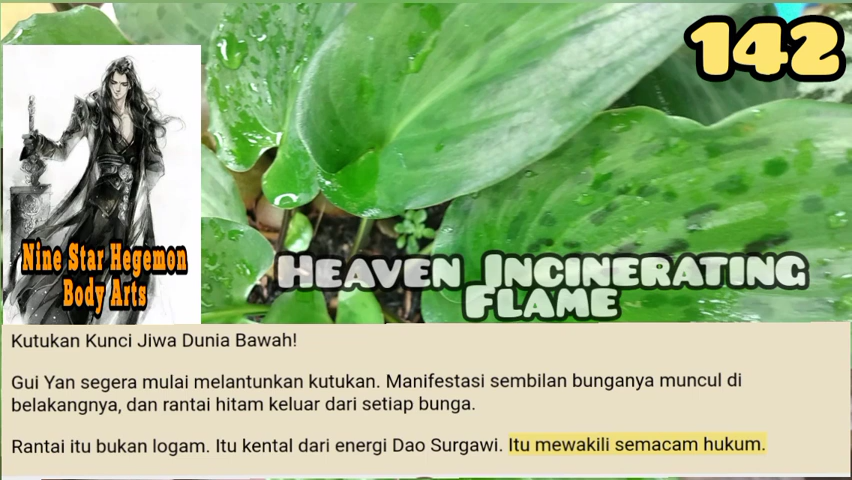 142
Nine Star Hegemon
Body Arts
Heaven Incinerating
Flame
Kutukan Kunci Jiwa Dunia Bawah!
Gui Yan segera mulai melantunkan kutukan. Manifestasi sembilan bunganya muncul di
belakangnya, dan rantai hitam keluar dari setiap bunga.
Rantai itu bukan logam. Itu kental dari energi Dao Surgawi. Itu mewakili semacam hukum.